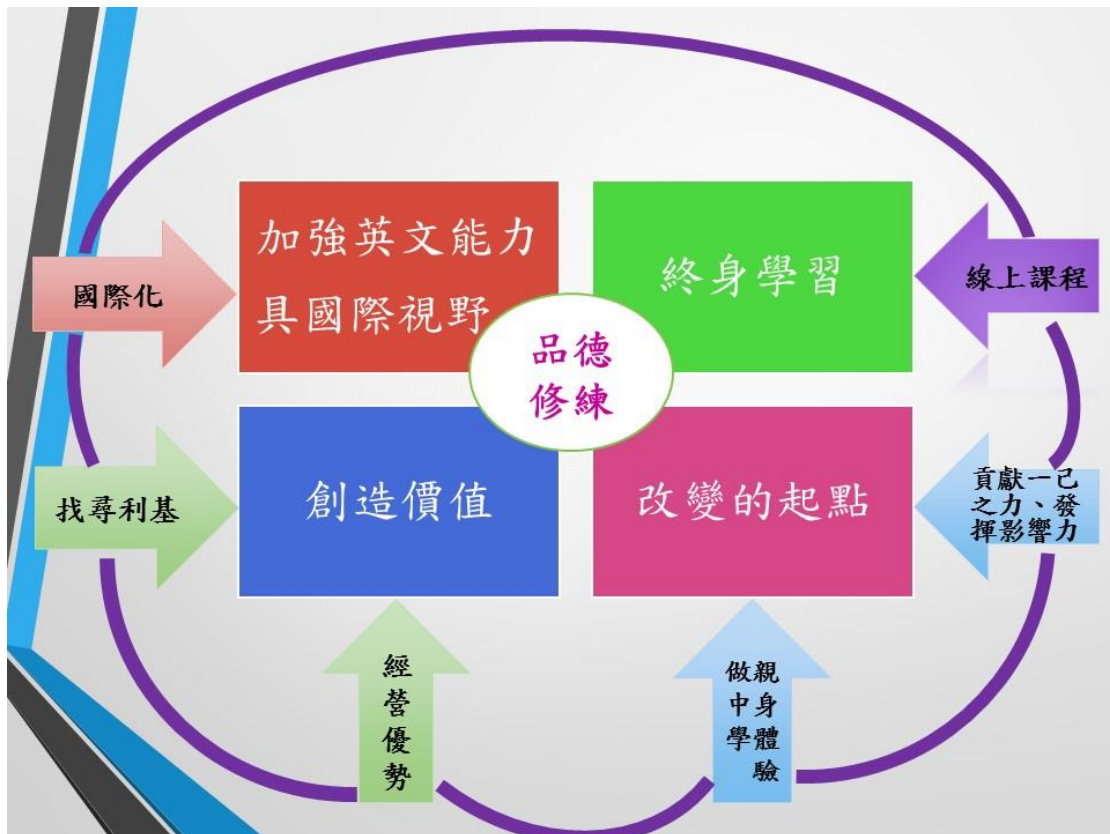 加強英文能力
具國際視野
終身學習
國際化
線上課程
品德
修練
創造價值
改變的起點
找尋利基
貢獻一己
之力、發
揮影響力
經營優勢
親身體驗
做中學